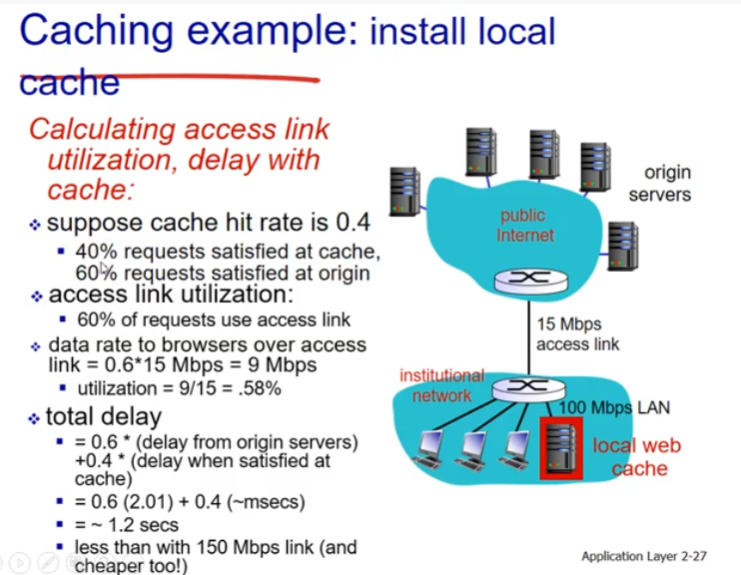 Caching example: install local
cache
Calculating access link
utilization, delay with
cache:
suppose cache hit rate is 0.4
40% requests satisfied at cache,
60% requests satisfied at origin
access link utilization:
60% of requests use access link
data rate to browsers over access
link = 0.6*15 Mbps = 9 Mbps
utilization = 9/15 = .58%
total delay
= 0.6 * (delay from origin servers)
+0.4 * (delay when satisfied at
cache)
= 0.6 (2.01) + 0.4 (~msecs)
= ~ 1.2 secs
less than with 150 Mbps link (and
cheaper too!)
origin
servers
public
Internet
15 Mbps
access link
institutional
network
100 Mbps LAN
local web
cache
Application Layer 2-27